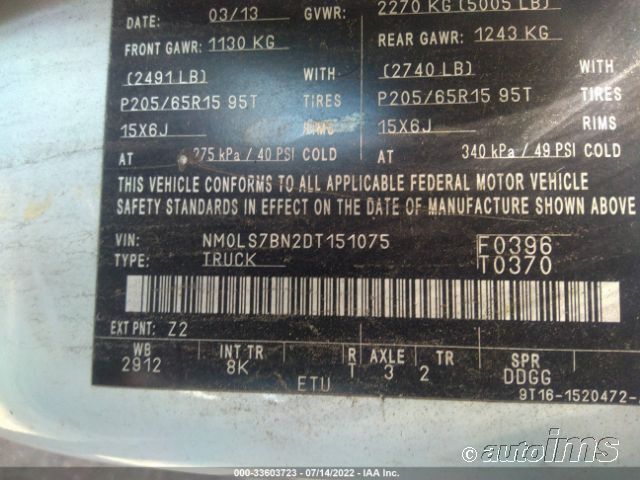 DATE: 03/13 GVWR: 2270 KG (5005 LB)
FRONT GAWR: 1130 KG REAR GAWR: 1243 KG
(2491 LB) WITH (2740 LB) WITH
P205/65R15 95T TIRES P205/65R15 95T TIRES
15X6J RIMS 15X6J RIMS
AT 275 kPa / 40 PSI COLD AT 340 kPa / 49 PSI COLD
THIS VEHICLE CONFORMS TO ALL APPLICABLE FEDERAL MOTOR VEHICLE
SAFETY STANDARDS IN EFFECT ON THE DATE OF MANUFACTURE SHOWN ABOVE
VIN: NM0LS7BN2DT151075 F0396
TYPE: TRUCK T0370
EXT PNT: Z2
WB INT TR R AXLE TR SPR
2912 8K T 3 2 DDGG
ETU 9T16-1520472-
©autoims
© 33603723 - 07/14/2022 - IAA Inc.